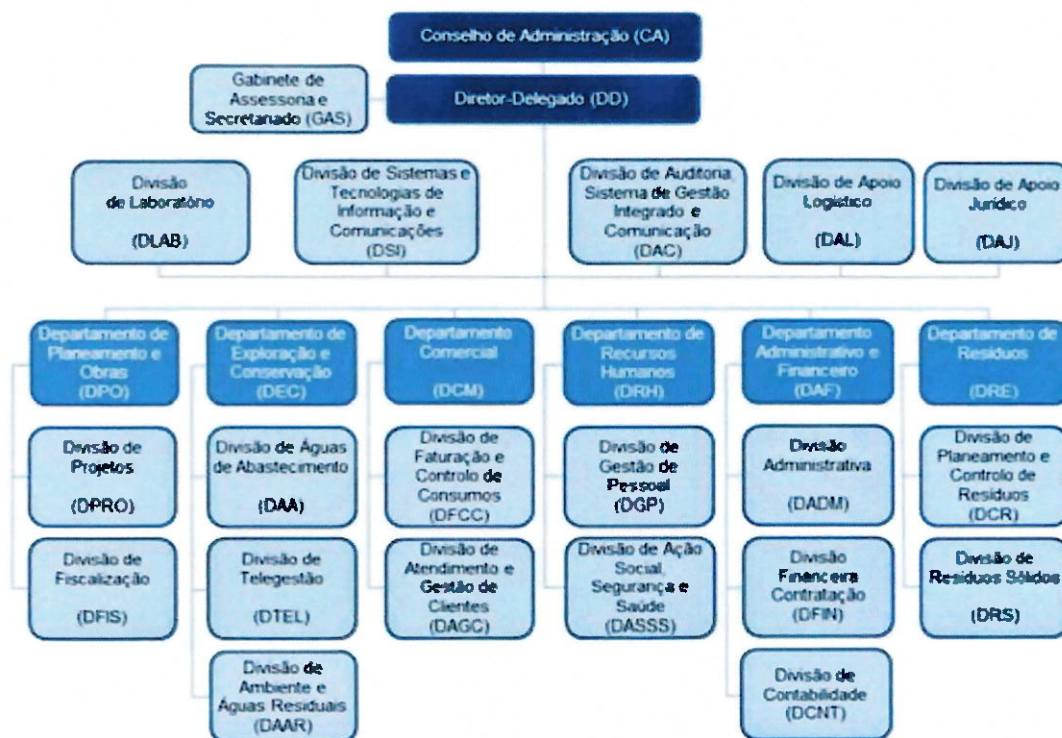 Conselho de Administração (CA)
Gabinete de
Assessoria e
Secretariado (GAS)
Diretor-Delegado (DD)
Divisão
de Laboratório
(DLAB)
Divisão de Sistemas e
Tecnologias de
Informação e
Comunicações
(DSI)
Divisão de Auditoria,
Sistema de Gestão
Integrado e
Comunicação
(DAC)
Divisão de Apoio
Logístico
(DAL)
Divisão de Apoio
Jurídico
(DAJ)
Departamento de
Planeamento e
Obras
(DPO)
Departamento de
Exploração e
Conservação
(DEC)
Departamento
Comercial
(DCM)
Departamento de
Recursos
Humanos
(DRH)
Departamento
Administrativo e
Financeiro
(DAF)
Departamento de
Resíduos
(DRE)
Divisão de
Projetos
(DPRO)
Divisão de Águas
de Abastecimento
(DAA)
Divisão de
Faturação e
Controlo de
Consumos
(DFCC)
Divisão de
Gestão de
Pessoal
(DGP)
Divisão
Administrativa
(DADM)
Divisão de
Planeamento e
Controlo de
Resíduos
(DCR)
Divisão de
Fiscalização
(DFIS)
Divisão de
Telegestão
(DTEL)
Divisão de
Atendimento e
Gestão de
Clientes
(DAGC)
Divisão de Ação
Social,
Segurança e
Saúde
(DASSS)
Divisão
Financeira
Contratação
(DFIN)
Divisão de
Resíduos Sólidos
(DRS)
Divisão de
Ambiente e
Águas Residuais
(DAAR)
Divisão de
Contabilidade
(DCNT)